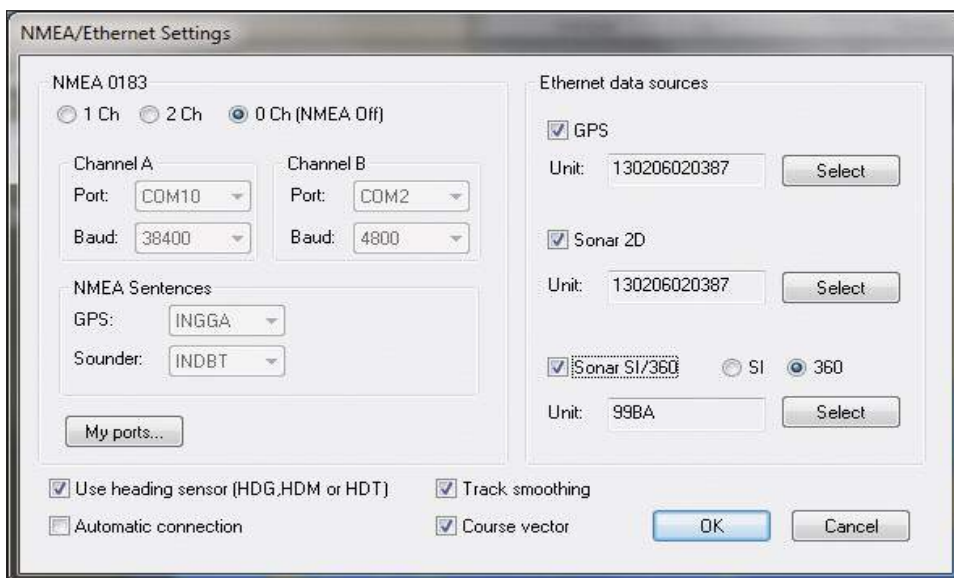 NMEA/Ethernet Settings
NMEA 0183
1 Ch 2 Ch 0 Ch (NMEA Off)
Channel A
Port: COM10
Baud: 38400
Channel B
Port: COM2
Baud: 4800
NMEA Sentences
GPS: INGGA
Sounder: INDBT
My ports...
Ethernet data sources
GPS
Unit: 130206020387 Select
Sonar 2D
Unit: 130206020387 Select
Sonar SI/360 SI 360
Unit: 99BA Select
Use heading sensor (HDG,HDM or HDT)
Track smoothing
Automatic connection
Course vector
OK Cancel